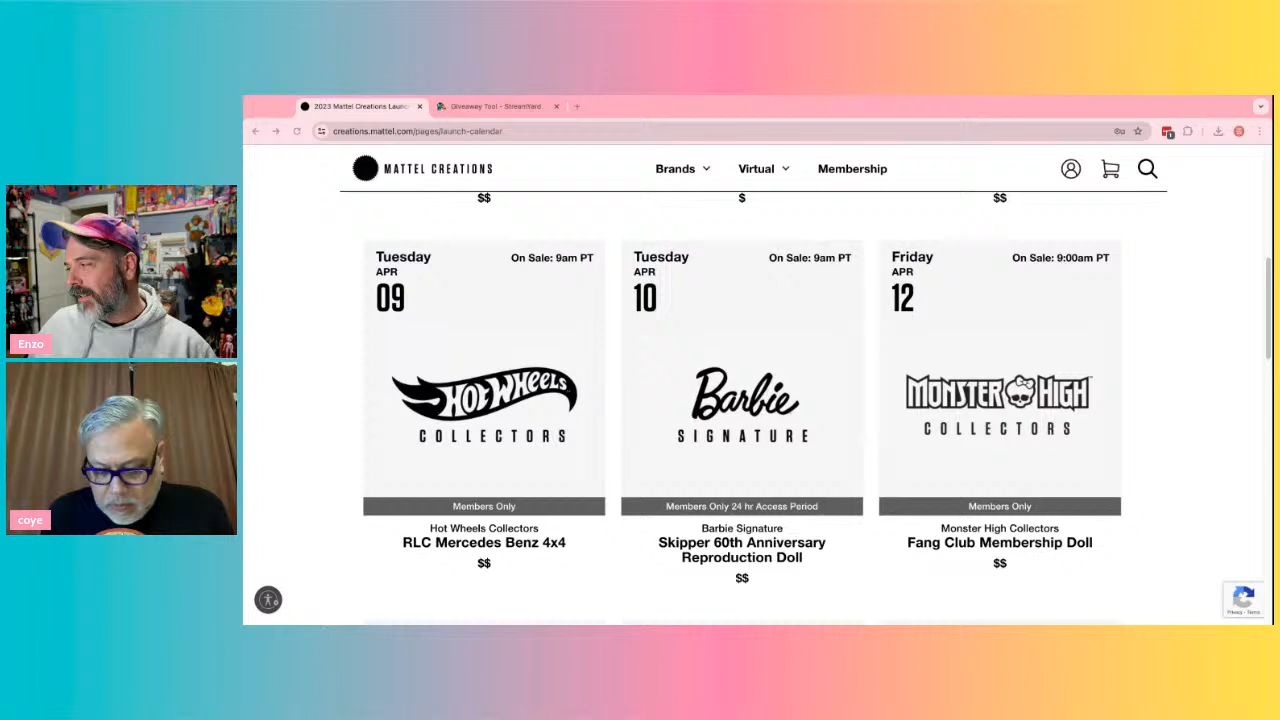 2023 Mattel Creations Launc
Giveaway Tool - StreamYard
creations.mattel.com/pages/launch-calendar
MATTEL CREATIONS
Brands
Virtual
Membership
$$
$
$$
Tuesday
On Sale: 9am PT
APR
09
HOT WHEELS
COLLECTORS
Members Only
Hot Wheels Collectors
RLC Mercedes Benz 4x4
$$
Tuesday
On Sale: 9am PT
APR
10
Barbie
SIGNATURE
Members Only 24 hr Access Period
Barbie Signature
Skipper 60th Anniversary
Reproduction Doll
$$
Friday
On Sale: 9:00am PT
APR
12
MONSTER HIGH
COLLECTORS
Members Only
Monster High Collectors
Fang Club Membership Doll
$$
Enzo
coye
Privacy - Terms